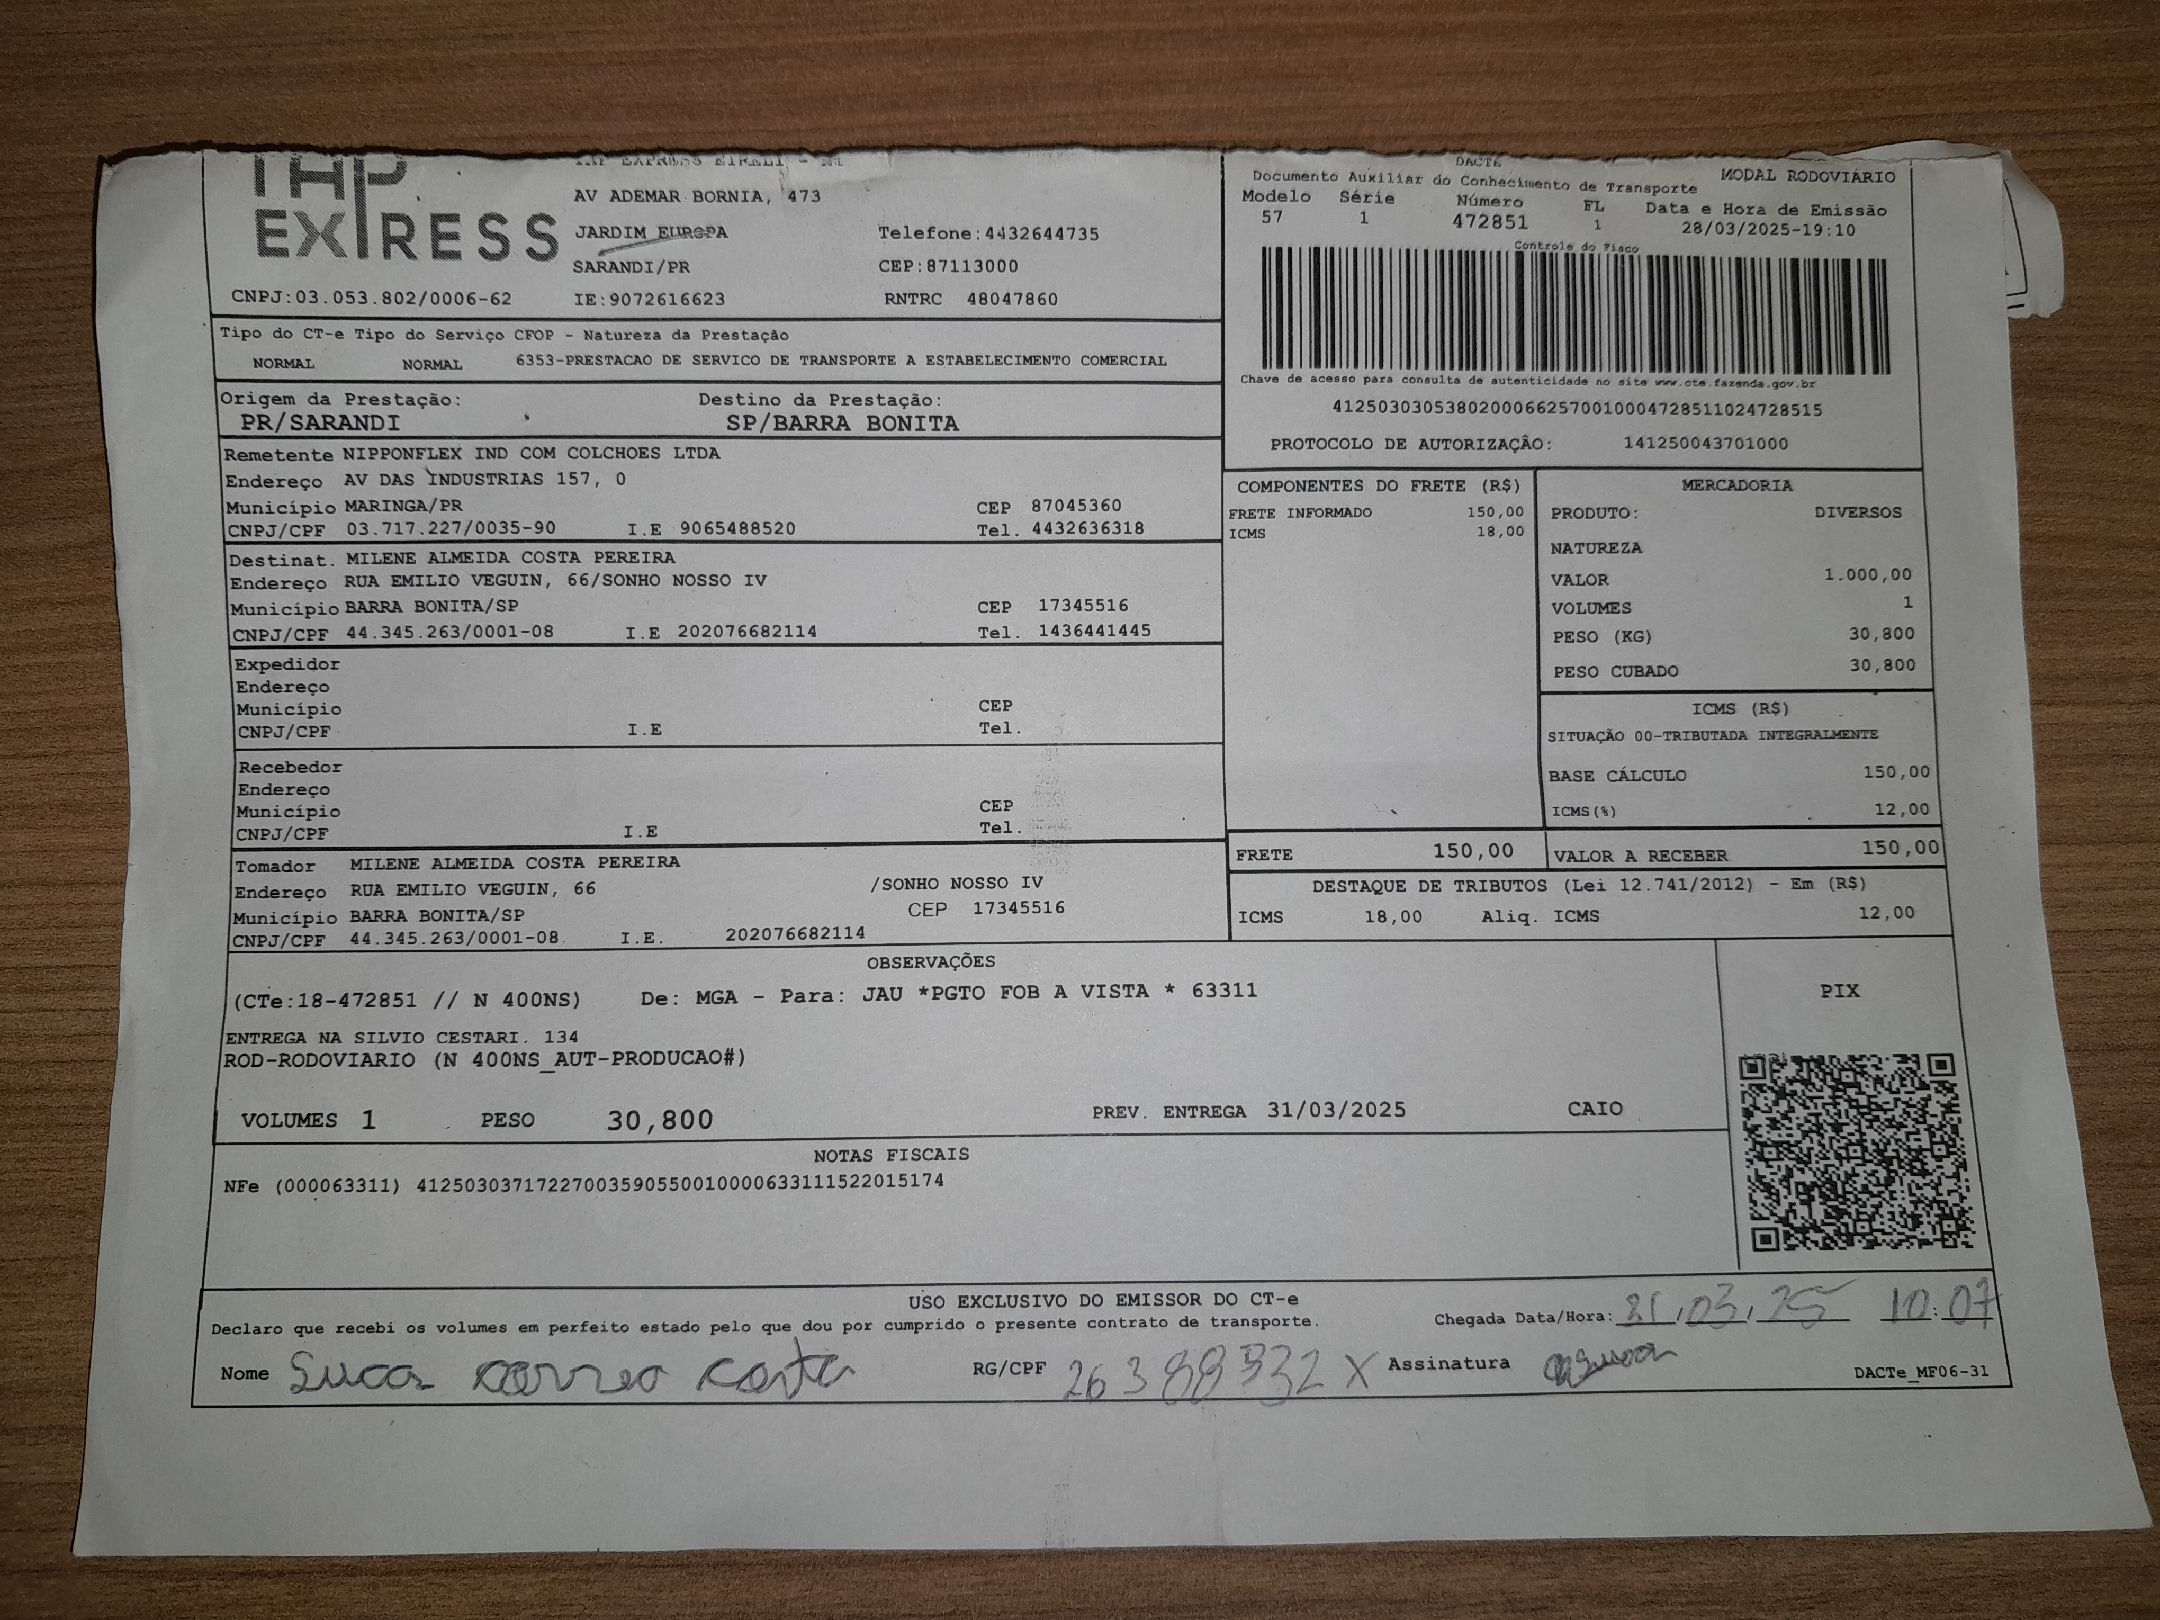 TAP EXPRESS
TAP EXPRESS EIRELI - M
AV ADEMAR BORNIA, 473
JARDIM EUROPA Telefone:4432644735
SARANDI/PR CEP:87113000
CNPJ:03.053.802/0006-62 IE:9072616623 RNTRC 48047860
DACTE
Documento Auxiliar do Conhecimento de Transporte MODAL RODOVIÁRIO
Modelo Série Número FL Data e Hora de Emissão
57 1 472851 1 28/03/2025-19:10
Controle do Fisco
Chave de acesso para consulta de autenticidade no site www.cte.fazenda.gov.br
41250303053802000662570010004728511024728515
PROTOCOLO DE AUTORIZAÇÂO: 141250043701000
Tipo do CT-e Tipo do Serviço CFOP - Natureza da Prestação
NORMAL NORMAL 6353-PRESTACAO DE SERVICO DE TRANSPORTE A ESTABELECIMENTO COMERCIAL
Origem da Prestação: Destino da Prestação:
PR/SARANDI SP/BARRA BONITA
Remetente NIPPONFLEX IND COM COLCHOES LTDA
Endereço AV DAS INDUSTRIAS 157, 0
Município MARINGA/PR CEP 87045360
CNPJ/CPF 03.717.227/0035-90 I.E 9065488520 Tel. 4432636318
Destinat. MILENE ALMEIDA COSTA PEREIRA
Endereço RUA EMILIO VEGUIN, 66/SONHO NOSSO IV
Município BARRA BONITA/SP CEP 17345516
CNPJ/CPF 44.345.263/0001-08 I.E 202076682114 Tel. 1436441445
Expedidor
Endereço
Município CEP
CNPJ/CPF I.E Tel.
Recebedor
Endereço
Município CEP
CNPJ/CPF I.E Tel.
Tomador MILENE ALMEIDA COSTA PEREIRA
Endereço RUA EMILIO VEGUIN, 66 /SONHO NOSSO IV
Município BARRA BONITA/SP CEP 17345516
CNPJ/CPF 44.345.263/0001-08 I.E. 202076682114
COMPONENTES DO FRETE (R$)
FRETE INFORMADO 150,00
ICMS 18,00
MERCADORIA
PRODUTO: DIVERSOS
NATUREZA
VALOR 1.000,00
VOLUMES 1
PESO (KG) 30,800
PESO CUBADO 30,800
ICMS (R$)
SITUAÇÃO 00-TRIBUTADA INTEGRALMENTE
BASE CÁLCULO 150,00
ICMS(%) 12,00
FRETE 150,00 VALOR A RECEBER 150,00
DESTAQUE DE TRIBUTOS (Lei 12.741/2012) - Em (R$)
ICMS 18,00 Aliq. ICMS 12,00
OBSERVAÇÕES
(CTe:18-472851 // N 400NS) De: MGA - Para: JAU *PGTO FOB A VISTA * 63311
ENTREGA NA SILVIO CESTARI. 134
ROD-RODOVIARIO (N 400NS_AUT-PRODUCAO#)
VOLUMES 1 PESO 30,800 PREV. ENTREGA 31/03/2025 CAIO
PIX
NOTAS FISCAIS
NFe (000063311) 41250303717227003590550010000633111522015174
USO EXCLUSIVO DO EMISSOR DO CT-e
Declaro que recebi os volumes em perfeito estado pelo que dou por cumprido o presente contrato de transporte. Chegada Data/Hora: 31,03,25 10:07
Nome costa RG/CPF 26388332X Assinatura
DACTe_MF06-31